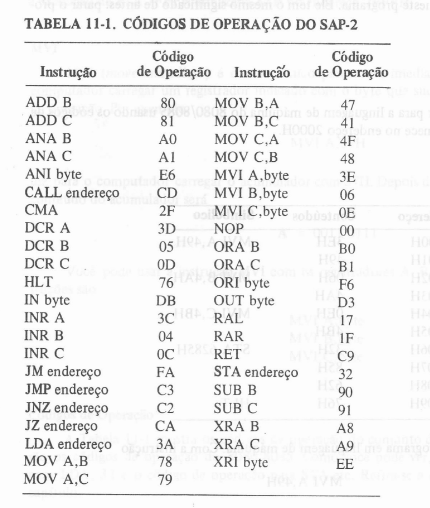 TABELA 11-1. CÓDIGOS DE OPERAÇÃO DO SAP-2
Código Código
Instrução de Operação Instrução de Operação
ADD B 80 MOV B,A 47
ADD C 81 MOV B,C 41
ANA B A0 MOV C,A 4F
ANA C A1 MOV C,B 48
ANI byte E6 MVI A,byte 3E
CALL endereço CD MVI B,byte 06
CMA 2F MVI C,byte 0E
DCR A 3D NOP 00
DCR B 05 ORA B B0
DCR C 0D ORA C B1
HLT 76 ORI byte F6
IN byte DB OUT byte D3
INR A 3C RAL 17
INR B 04 RAR 1F
INR C 0C RET C9
JM endereço FA STA endereço 32
JMP endereço C3 SUB B 90
JNZ endereço C2 SUB C 91
JZ endereço CA XRA B A8
LDA endereço 3A XRA C A9
MOV A,B 78 XRI byte EE
MOV A,C 79